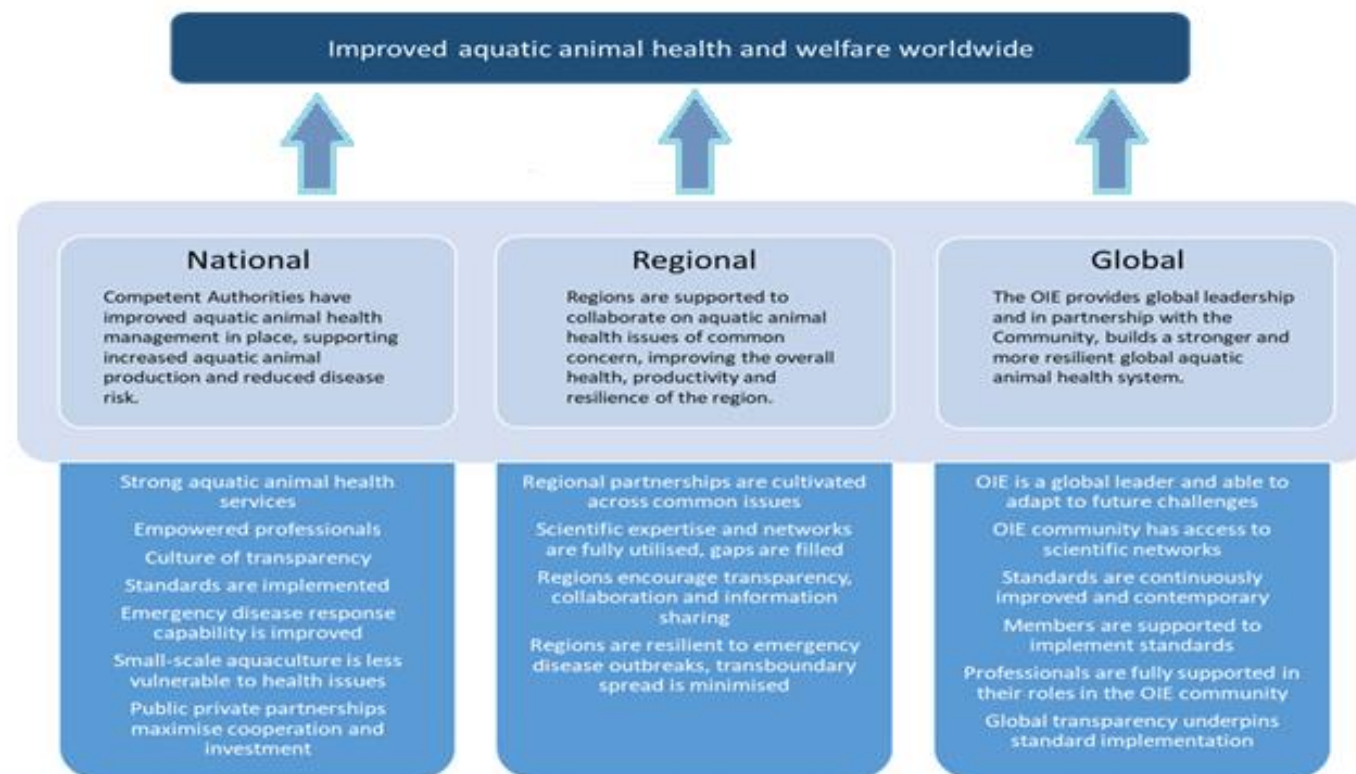 Improved aquatic animal health and welfare worldwide
National
Competent Authorities have
improved aquatic animal health
management in place, supporting
increased aquatic animal
production and reduced disease
risk.
Strong aquatic animal health
services
Empowered professionals
Culture of transparency
Standards are implemented
Emergency disease response
capability is improved
Small-scale aquaculture is less
vulnerable to health issues
Public private partnerships
maximise cooperation and
investment
Regional
Regions are supported to
collaborate on aquatic animal
health issues of common
concern, improving the overall
health, productivity and
resilience of the region.
Regional partnerships are cultivated
across common issues
Scientific expertise and networks
are fully utilised, gaps are filled
Regions encourage transparency,
collaboration and information
sharing
Regions are resilient to emergency
disease outbreaks, transboundary
spread is minimised
Global
The OIE provides global leadership
and in partnership with the
Community, builds a stronger and
more resilient global aquatic
animal health system.
OIE is a global leader and able to
adapt to future challenges
OIE community has access to
scientific networks
Standards are continuously
improved and contemporary
Members are supported to
implement standards
Professionals are fully supported in
their roles in the OIE community
Global transparency underpins
standard implementation